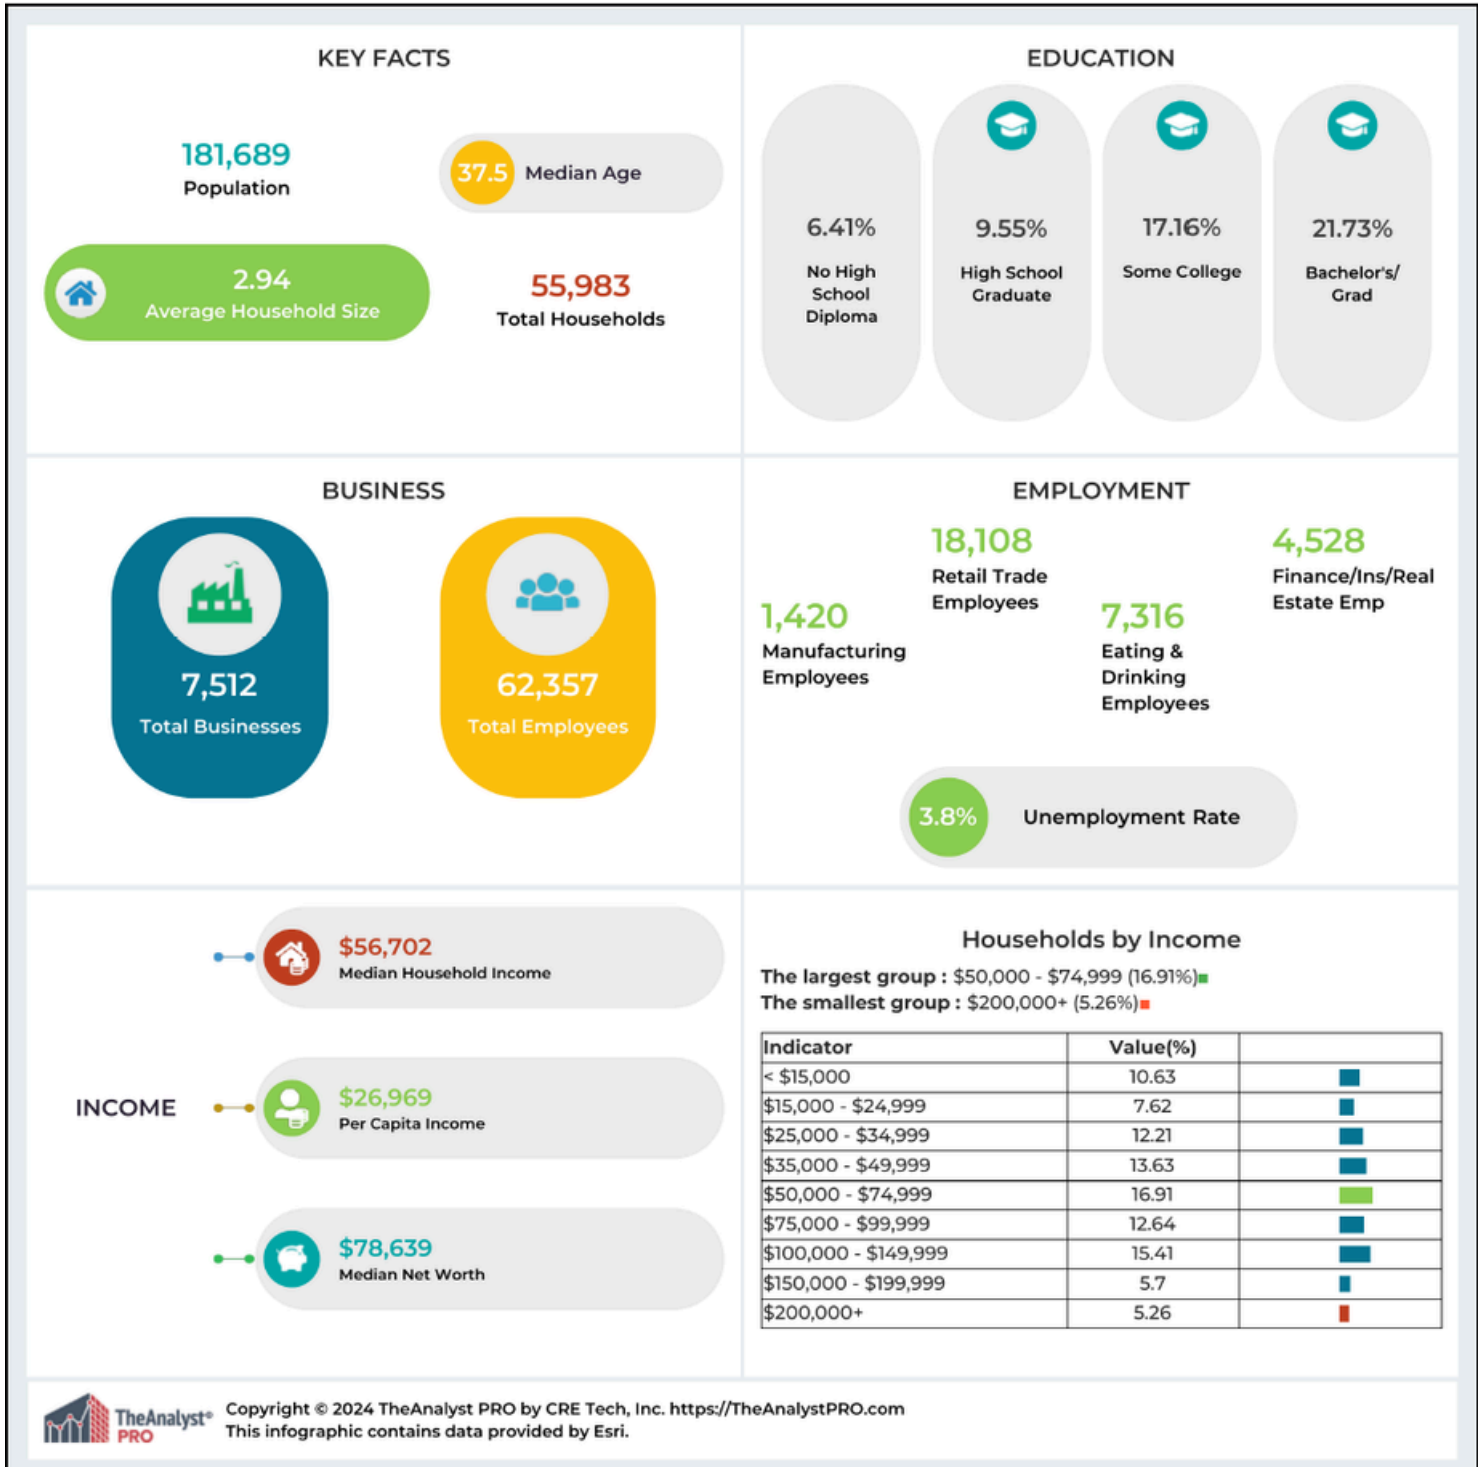 KEY FACTS
181,689
Population
37.5 Median Age
2.94
Average Household Size
55,983
Total Households
EDUCATION
6.41%
No High
School
Diploma
9.55%
High School
Graduate
17.16%
Some College
21.73%
Bachelor's/
Grad
BUSINESS
7,512
Total Businesses
62,357
Total Employees
EMPLOYMENT
1,420
Manufacturing
Employees
18,108
Retail Trade
Employees
7,316
Eating &
Drinking
Employees
4,528
Finance/Ins/Real
Estate Emp
3.8% Unemployment Rate
INCOME
$56,702
Median Household Income
$26,969
Per Capita Income
$78,639
Median Net Worth
Households by Income
The largest group : $50,000 - $74,999 (16.91%)
The smallest group : $200,000+ (5.26%)
Indicator Value(%)
< $15,000 10.63
$15,000 - $24,999 7.62
$25,000 - $34,999 12.21
$35,000 - $49,999 13.63
$50,000 - $74,999 16.91
$75,000 - $99,999 12.64
$100,000 - $149,999 15.41
$150,000 - $199,999 5.7
$200,000+ 5.26
TheAnalyst®
PRO
Copyright © 2024 TheAnalyst PRO by CRE Tech, Inc. https://TheAnalystPRO.com
This infographic contains data provided by Esri.